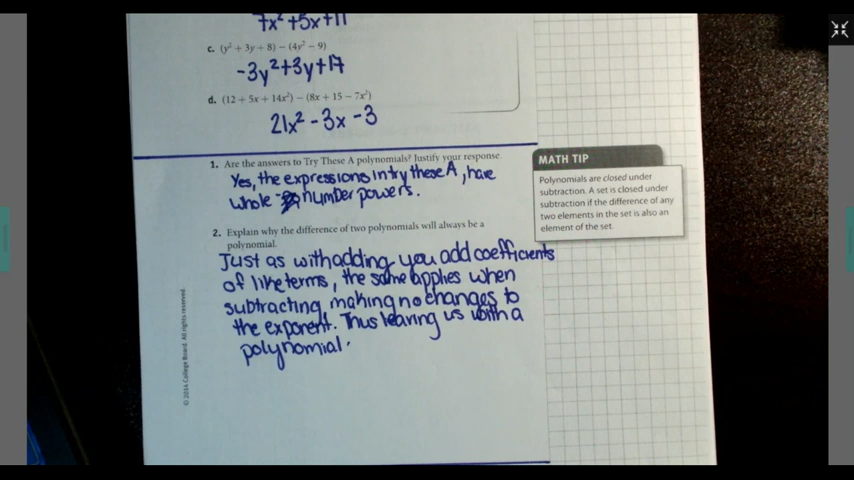 7x² + 5x + 11
c. (y² + 3y + 8) − (4y² − 9)
-3y²+3y+17
d. (12 + 5x + 14x²) − (8x + 15 − 7x²)
21x² - 3x - 3
1. Are the answers to Try These A polynomials? Justify your response.
Yes, the expressions in try these A, have
whole - number powers.
2. Explain why the difference of two polynomials will always be a
polynomial.
Just as with adding you add coefficients
of like terms, the same applies when
subtracting, making no changes to
the exponent. Thus leaving us with a
polynomial.
MATH TIP
Polynomials are closed under
subtraction. A set is closed under
subtraction if the difference of any
two elements in the set is also an
element of the set.
© 2014 College Board. All rights reserved.